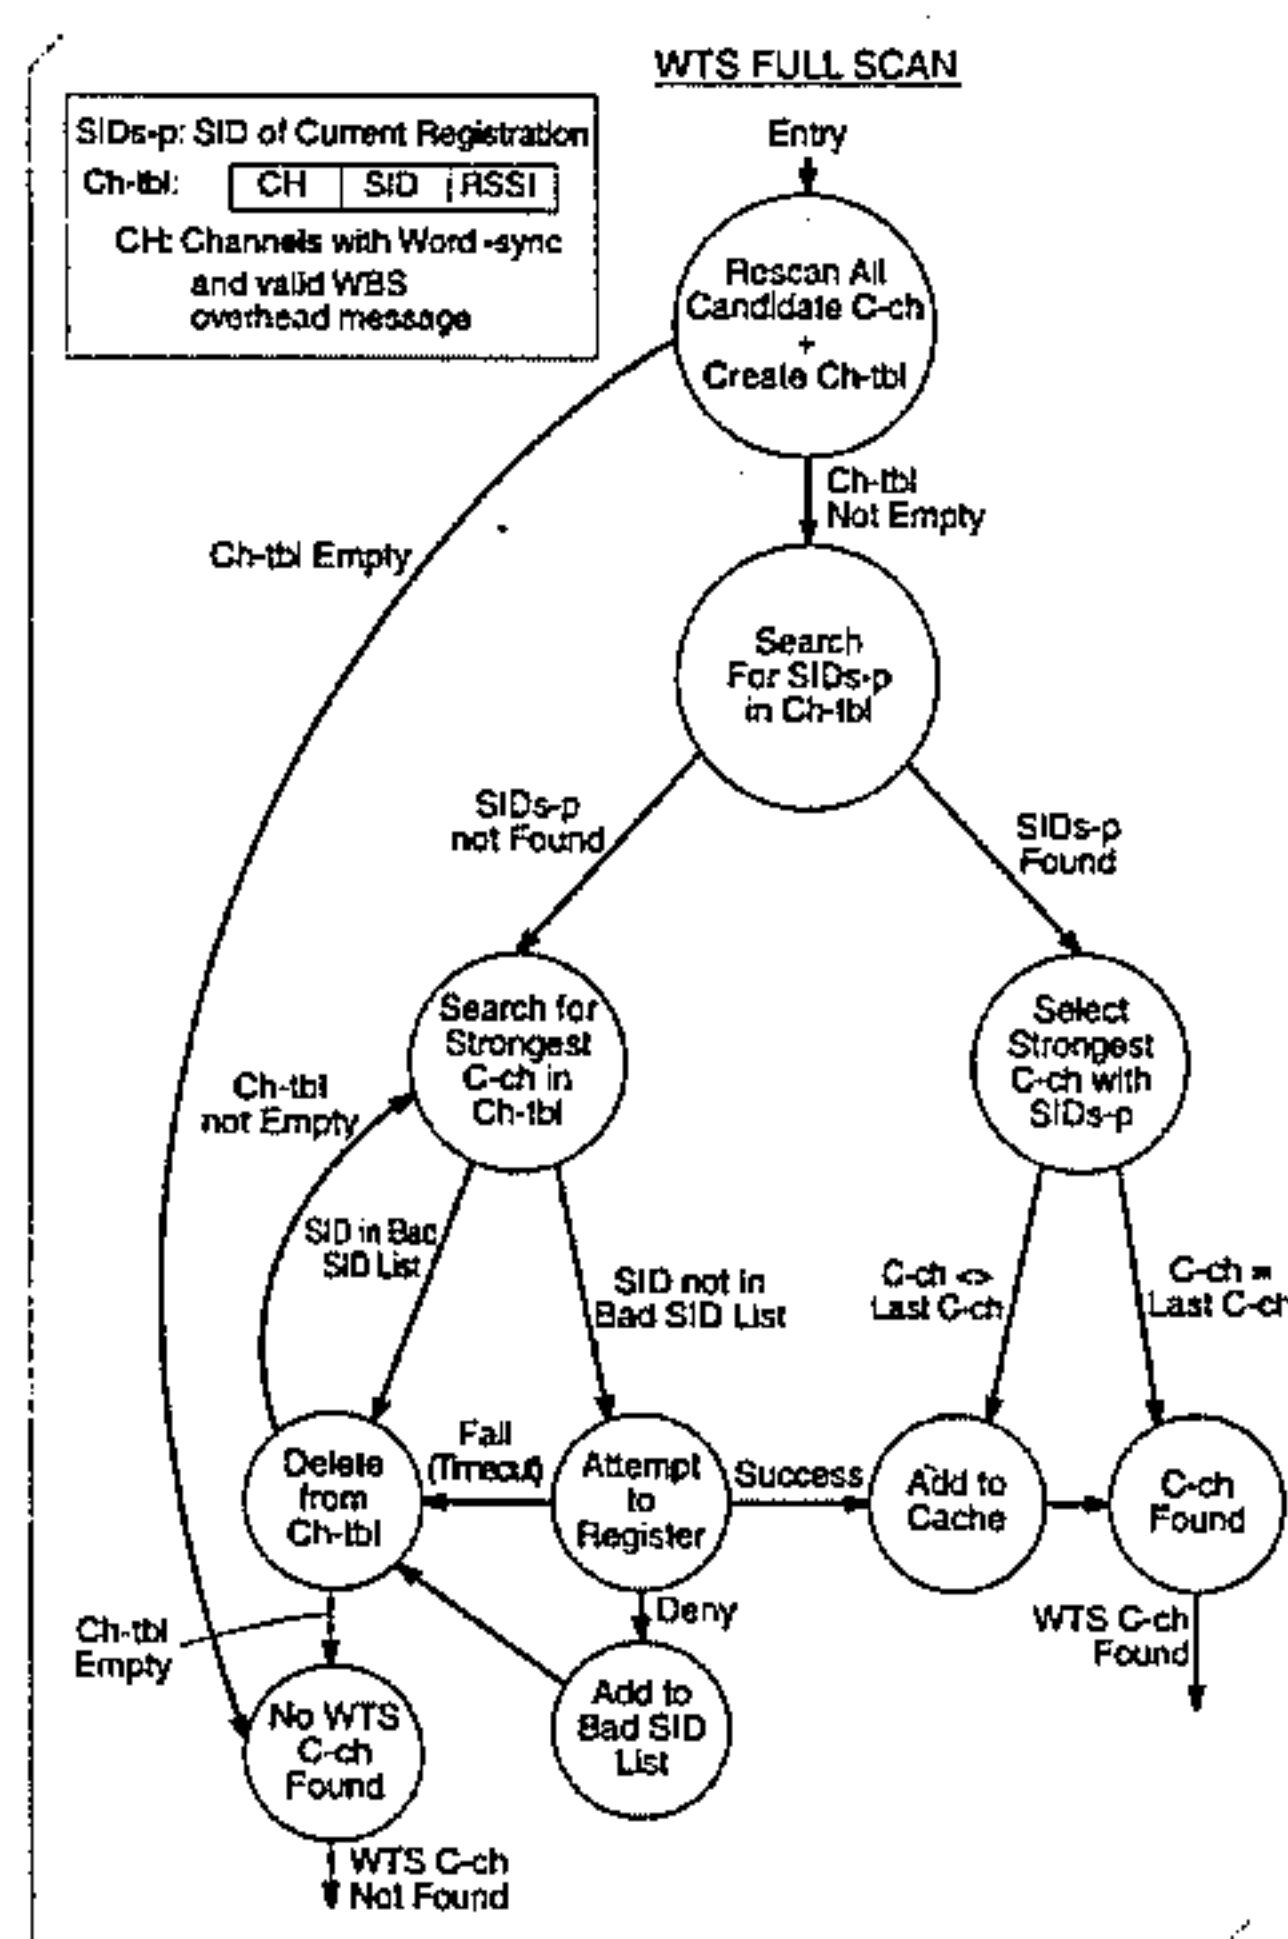 WTS FULL SCAN
SIDs-p: SID of Current Registration
Ch-tbl: CH SID RSSI
CH: Channels with Word-sync
and valid WBS
overhead message
Entry
Rescan All
Candidate C-ch
+
Create Ch-tbl
Ch-tbl
Not Empty
Ch-tbl Empty
Search
For SIDs-p
in Ch-tbl
SIDs-p
not Found
SIDs-p
Found
Search for
Strongest
C-ch in
Ch-tbl
Select
Strongest
C-ch with
SIDs-p
Ch-tbl
not Empty
SID in Bad
SID List
SID not in
Bad SID List
C-ch <>
Last C-ch
C-ch =
Last C-ch
Delete
from
Ch-tbl
Fail
(Timeout)
Attempt
to
Register
Success
Add to
Cache
C-ch
Found
Ch-tbl
Empty
Deny
WTS C-ch
Found
No WTS
C-ch
Found
Add to
Bad SID
List
WTS C-ch
Not Found